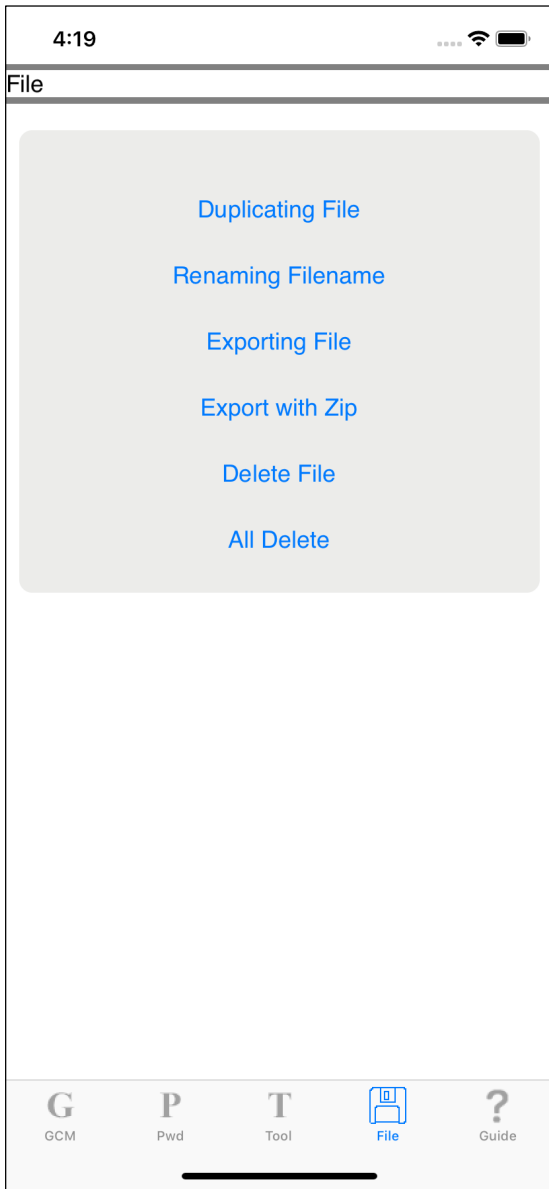 4:19
File
Duplicating File
Renaming Filename
Exporting File
Export with Zip
Delete File
All Delete
G P T ?
GCM Pwd Tool File Guide